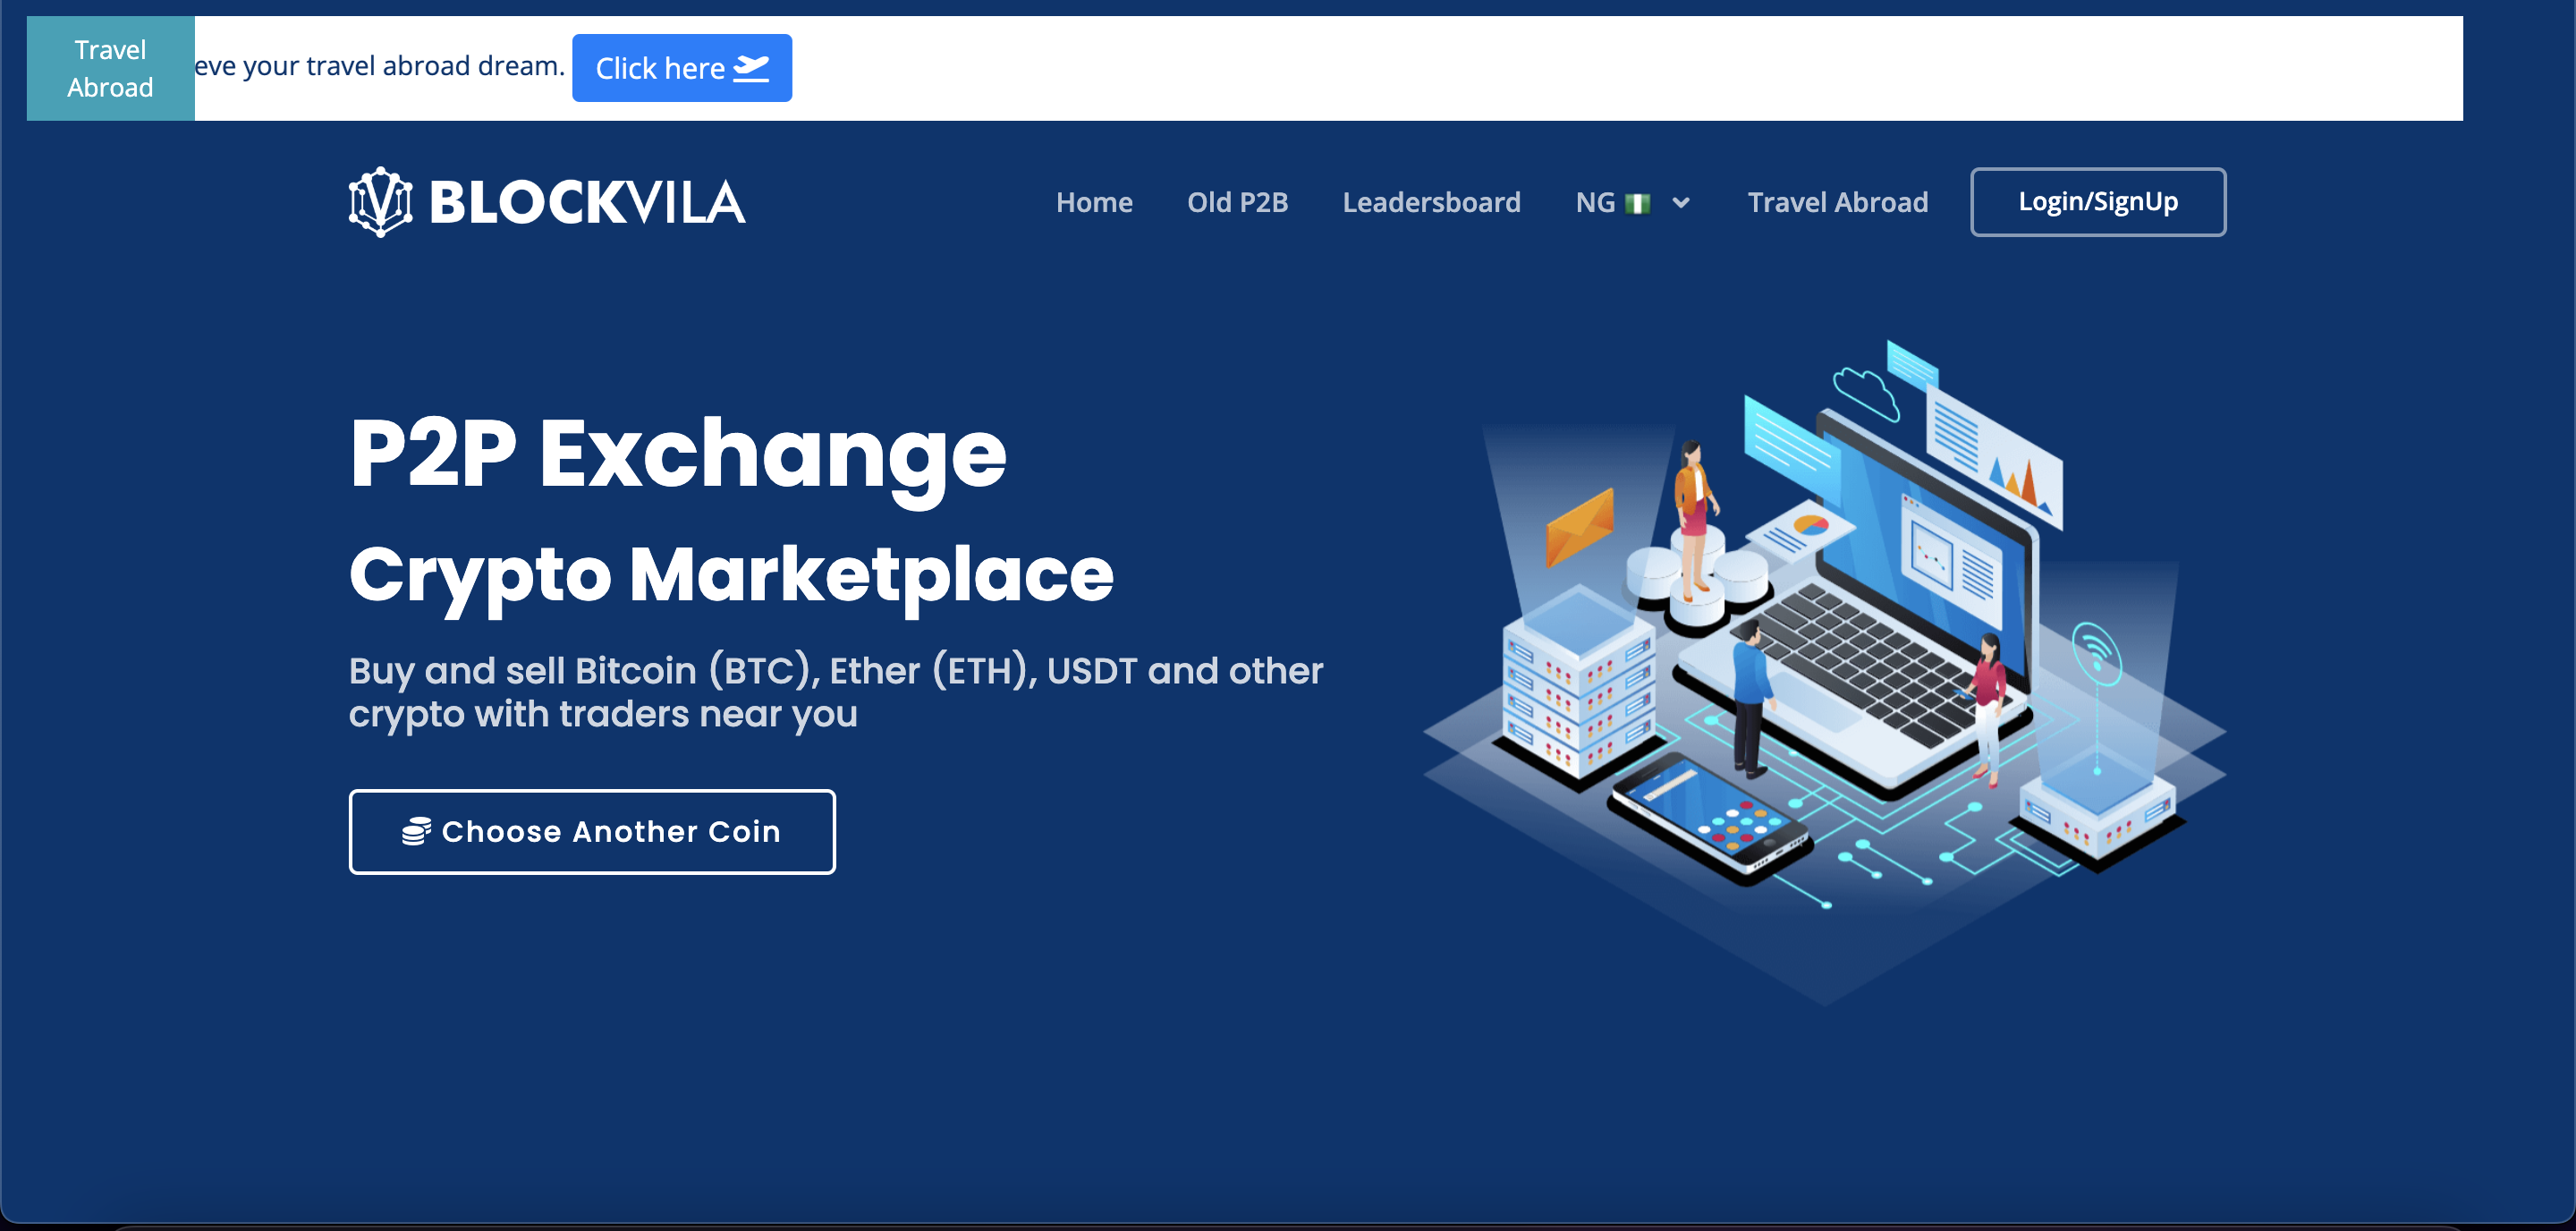 Travel
Abroad
eve your travel abroad dream. Click here
BLOCKVILA
Home Old P2B Leadersboard NG Travel Abroad Login/SignUp
P2P Exchange
Crypto Marketplace
Buy and sell Bitcoin (BTC), Ether (ETH), USDT and other
crypto with traders near you
Choose Another Coin